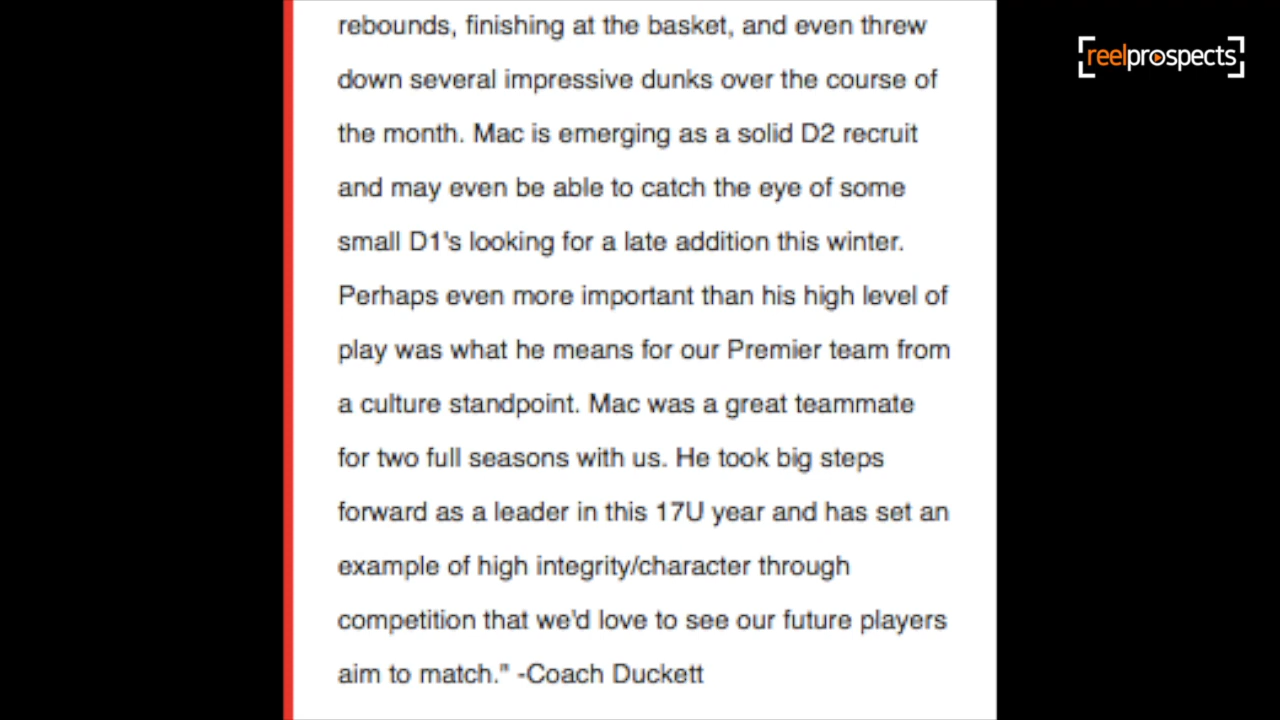 rebounds, finishing at the basket, and even threw
down several impressive dunks over the course of
the month. Mac is emerging as a solid D2 recruit
and may even be able to catch the eye of some
small D1's looking for a late addition this winter.
Perhaps even more important than his high level of
play was what he means for our Premier team from
a culture standpoint. Mac was a great teammate
for two full seasons with us. He took big steps
forward as a leader in this 17U year and has set an
example of high integrity/character through
competition that we'd love to see our future players
aim to match." -Coach Duckett
reelprospects